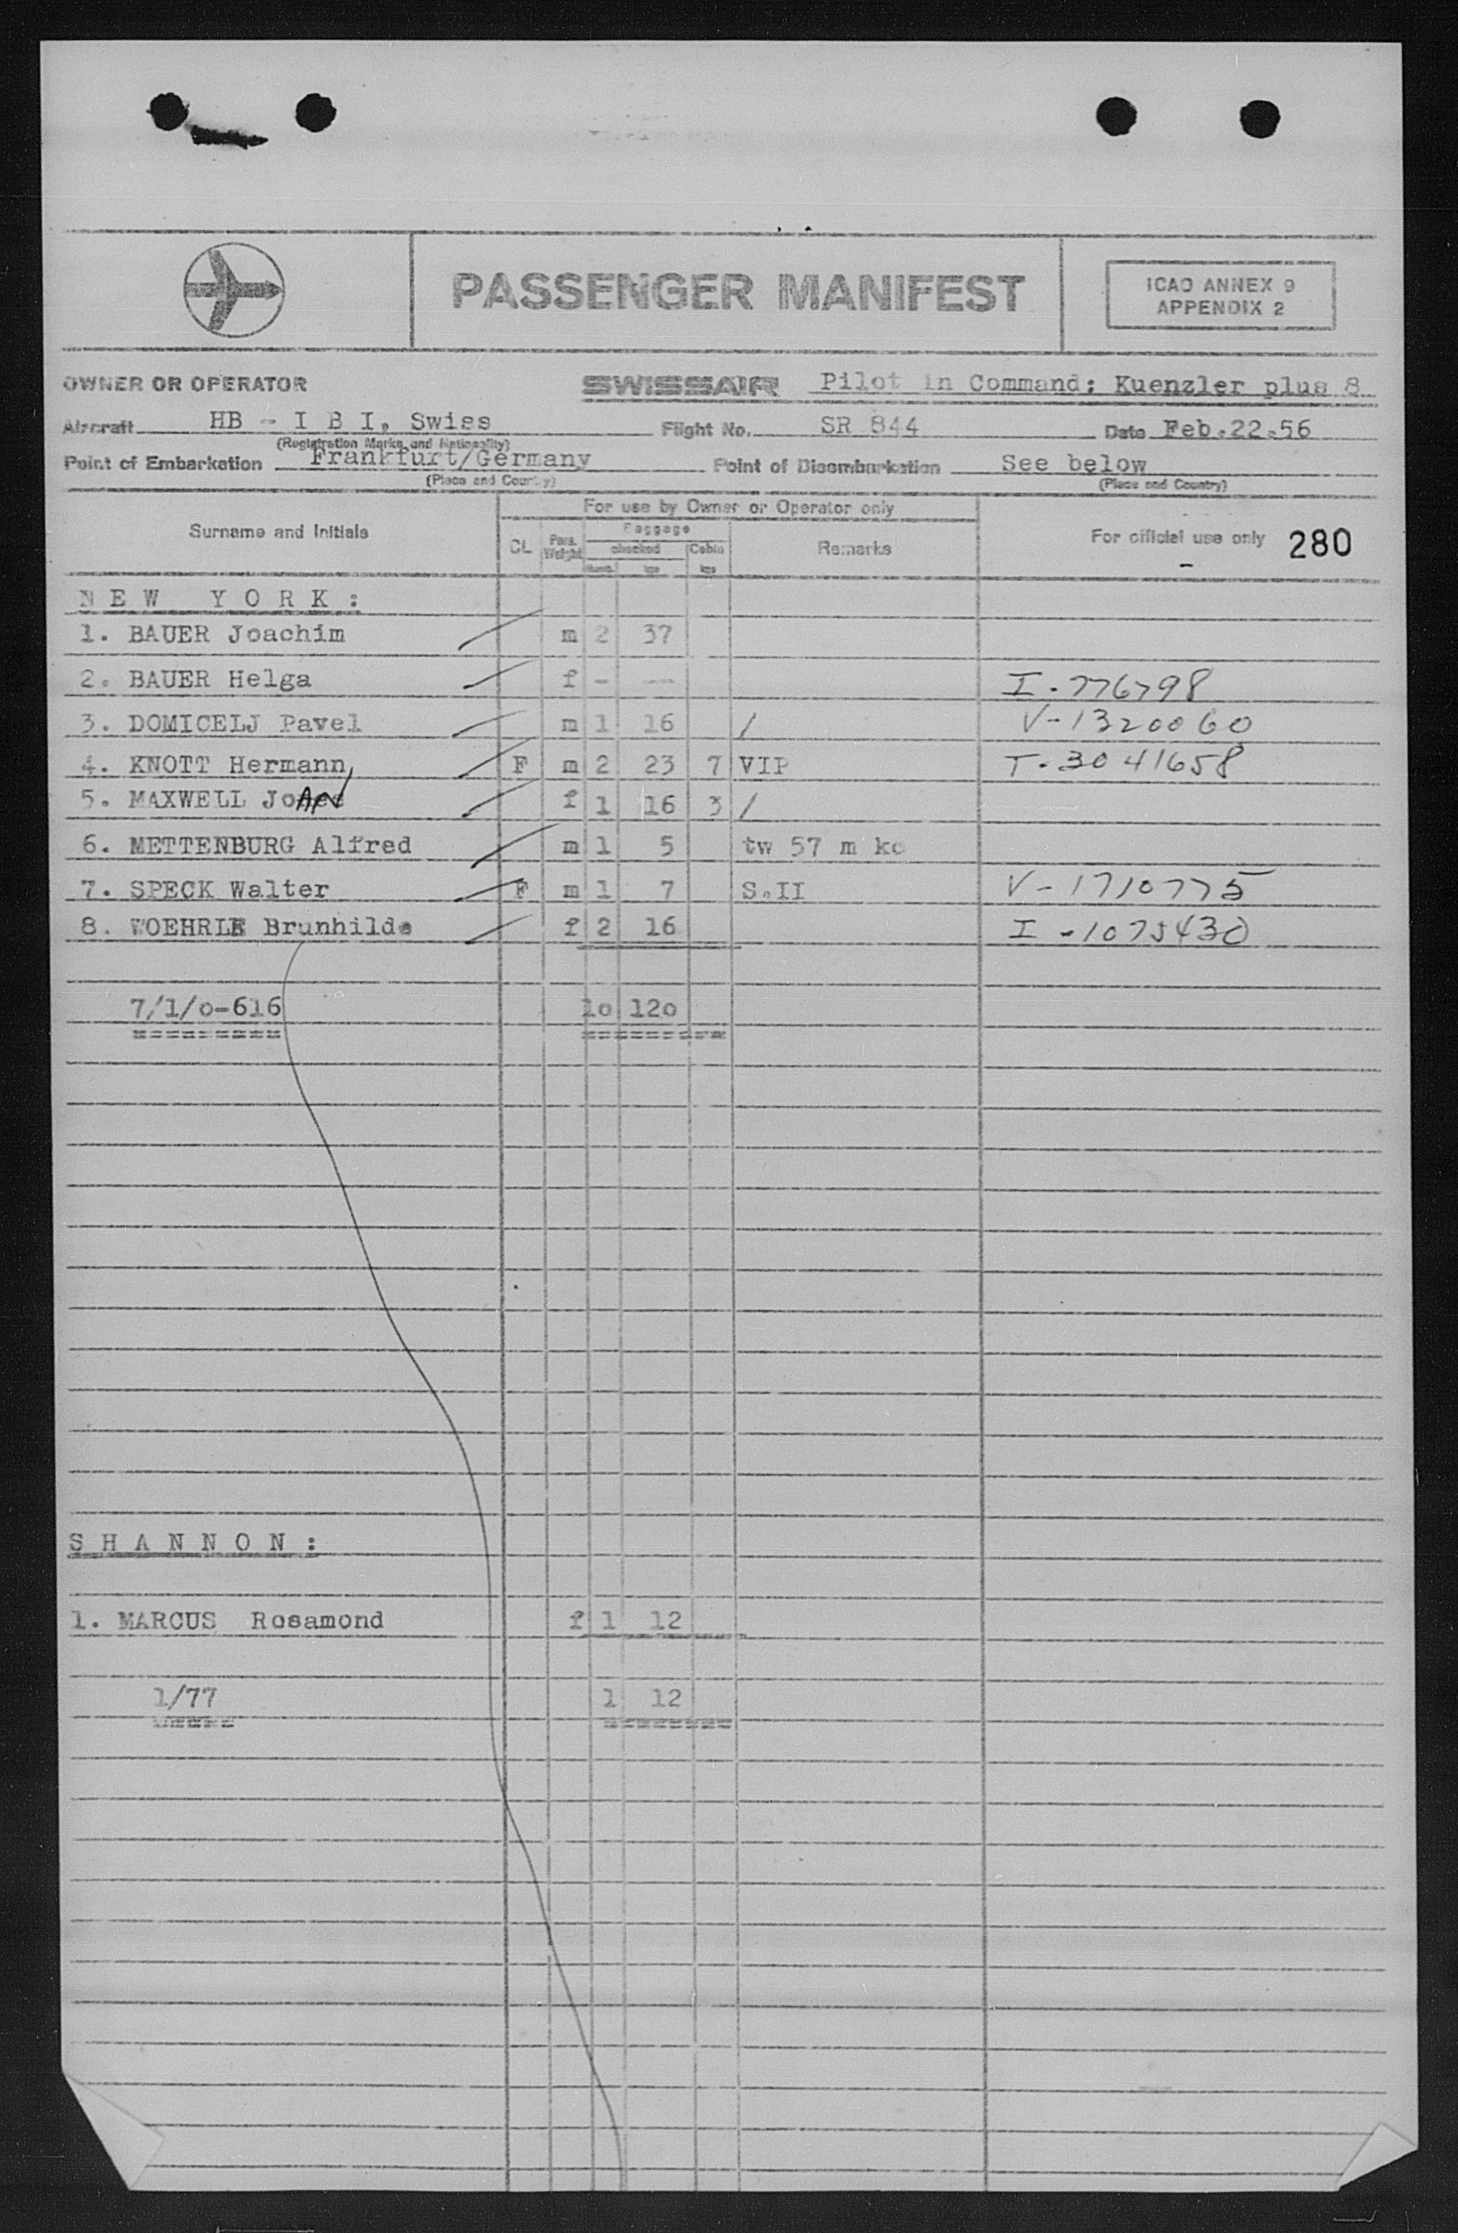 PASSENGER MANIFEST
ICAO ANNEX 9
APPENDIX 2
OWNER OR OPERATOR SWISSAIR Pilot in Command: Kuenzler plus 8
Aircraft HB - I B I, Swiss Flight No. SR 844 Date Feb.22.56
(Registration Marks and Nationality)
Point of Embarkation Frankfurt/Germany Point of Disembarkation See below
(Place and Country) (Place and Country)
For use by Owner or Operator only
Surname and Initials CL Pass. Weight Baggage checked Cabin Remarks For official use only 280
Numb. kgs kgs
N E W Y O R K :
1. BAUER Joachim m 2 37
2. BAUER Helga f - -- I - 776798
3. DOMICELJ Pavel m 1 16 / V-1320060
4. KNOTT Hermann F m 2 23 7 VIP T-3041658
5. MAXWELL Joan f 1 16 3 /
6. METTENBURG Alfred m 1 5 tw 57 m ko
7. SPECK Walter F m 1 7 S.II V-1710775
8. WOEHRLE Brunhilde f 2 16 I -1075430
7/1/o-616 1o 12o
=========
S H A N N O N :
1. MARCUS Rosamond f 1 12
1/77 1 12